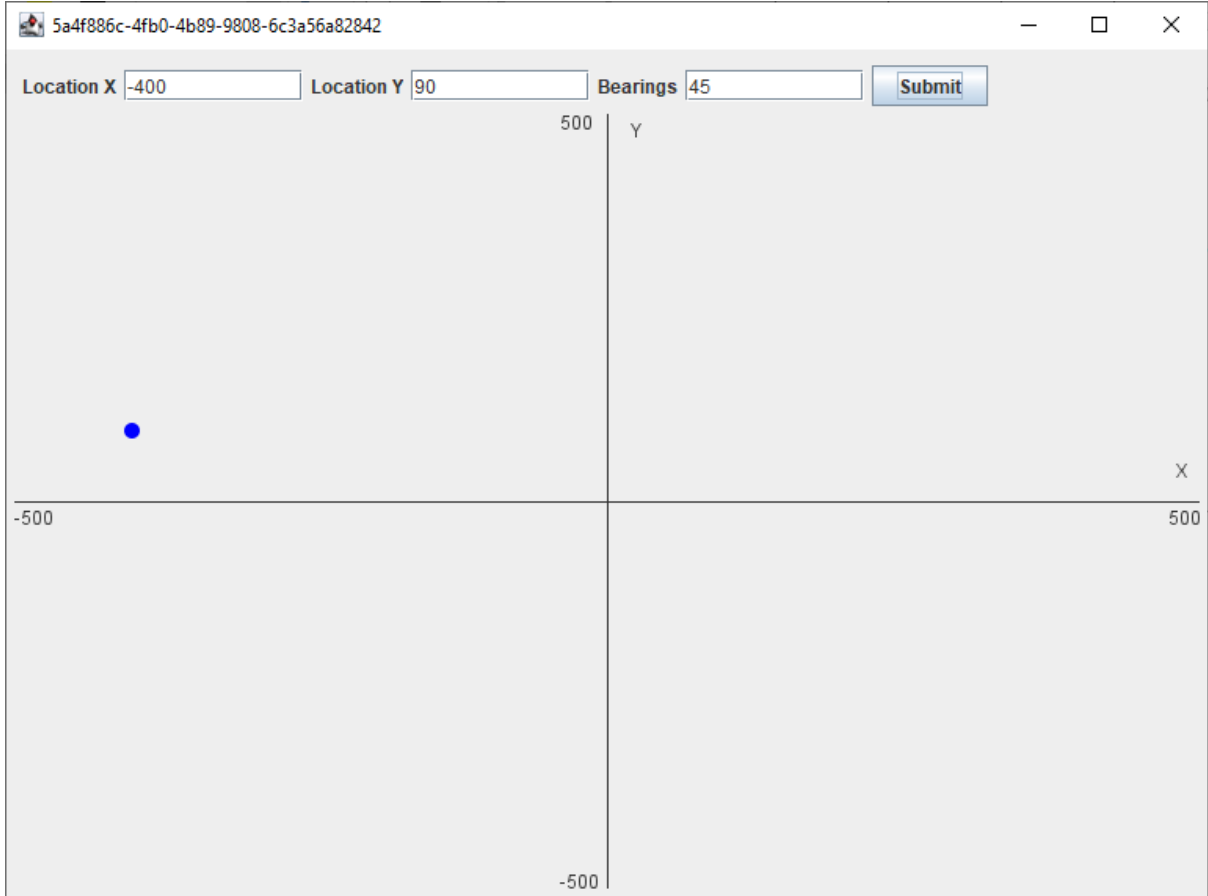 5a4f886c-4fb0-4b89-9808-6c3a56a82842
Location X -400 Location Y 90 Bearings 45 Submit
500 Y
X
-500 500
-500